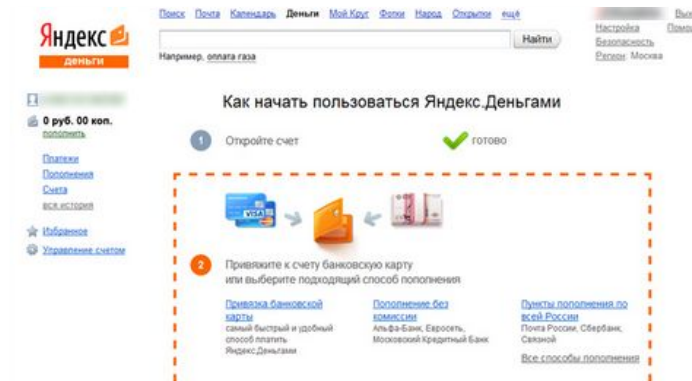 Поиск Почта Календарь Деньги Мой Круг Фотки Народ Открытки ещё
Яндекс
деньги
Найти
Например, оплата газа
Настройка
Безопасность
Регион: Москва
0 руб. 00 коп.
пополнить
Платежи
Пополнения
Счета
вся история
Избранное
Управление счетом
Как начать пользоваться Яндекс.Деньгами
1 Откройте счет готово
VISA
2 Привяжите к счету банковскую карту
или выберите подходящий способ пополнения
Привязка банковской
карты
самый быстрый и удобный
способ платить
Яндекс.Деньгами
Пополнение без
комиссии
Альфа-Банк, Евросеть,
Московский Кредитный Банк
Пункты пополнения по
всей России
Почта России, Сбербанк,
Связной
Все способы пополнения